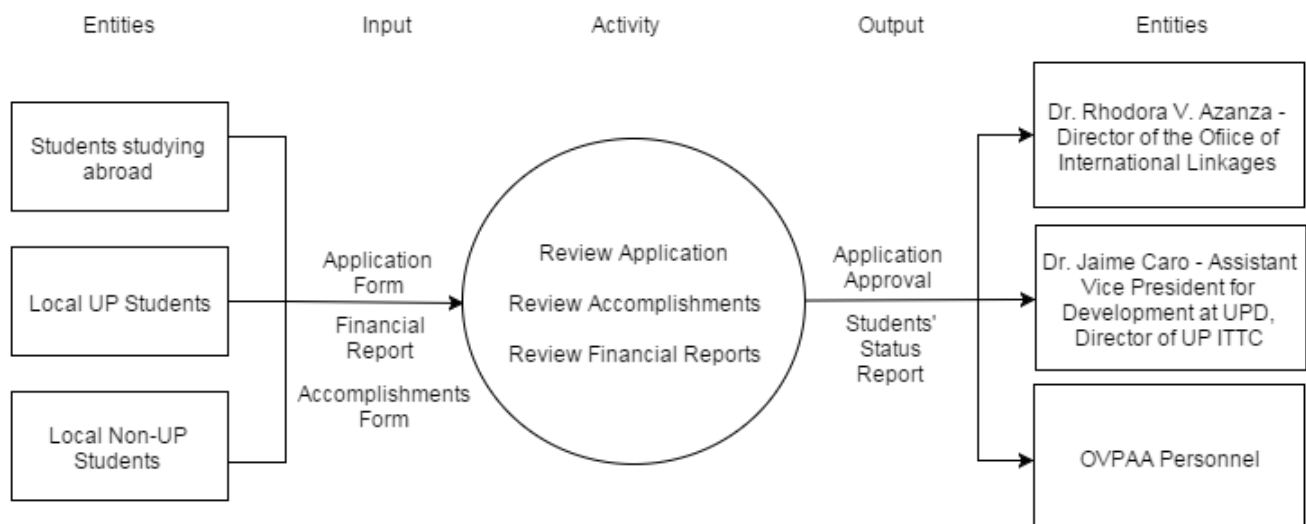 Entities
Input
Activity
Output
Entities
Students studying
abroad
Local UP Students
Local Non-UP
Students
Application
Form
Financial
Report
Accomplishments
Form
Review Application
Review Accomplishments
Review Financial Reports
Application
Approval
Students'
Status
Report
Dr. Rhodora V. Azanza -
Director of the Ofiice of
International Linkages
Dr. Jaime Caro - Assistant
Vice President for
Development at UPD,
Director of UP ITTC
OVPAA Personnel